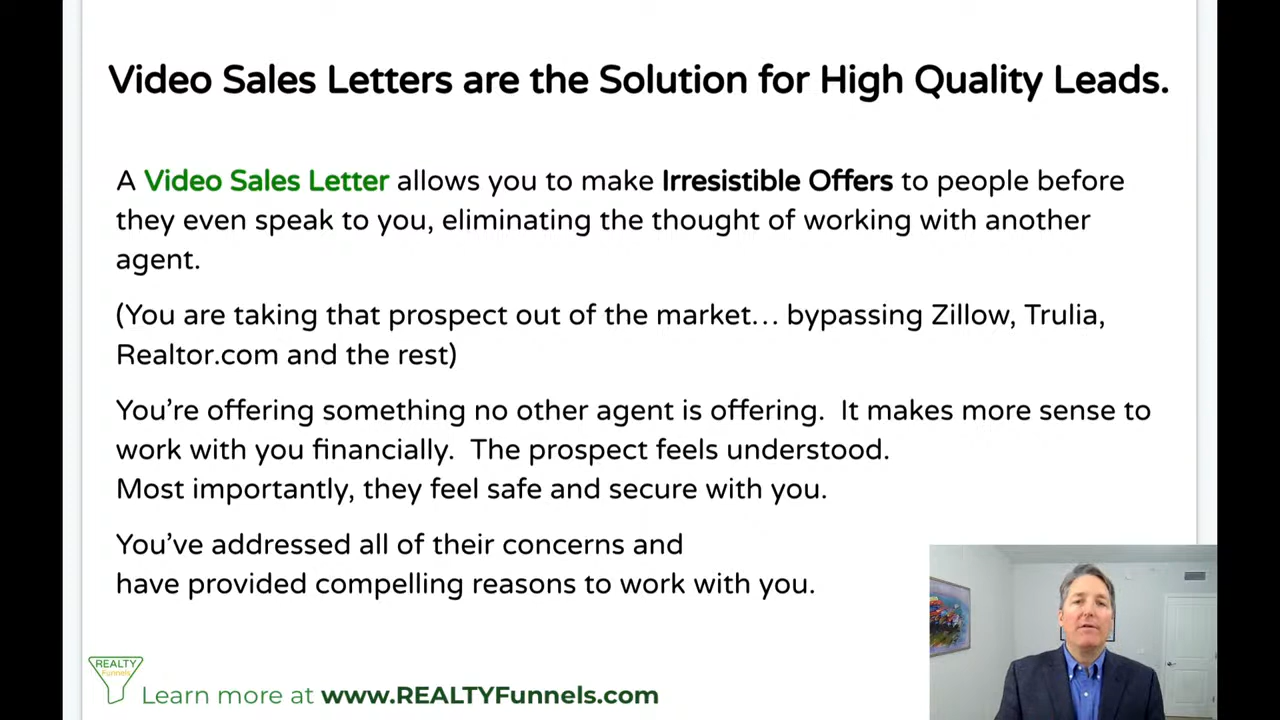 Video Sales Letters are the Solution for High Quality Leads.
A Video Sales Letter allows you to make Irresistible Offers to people before
they even speak to you, eliminating the thought of working with another
agent.
(You are taking that prospect out of the market... bypassing Zillow, Trulia,
Realtor.com and the rest)
You’re offering something no other agent is offering.  It makes more sense to
work with you financially.  The prospect feels understood.
Most importantly, they feel safe and secure with you.
You’ve addressed all of their concerns and
have provided compelling reasons to work with you.
REALTY
Funnels
Learn more at www.REALTYFunnels.com